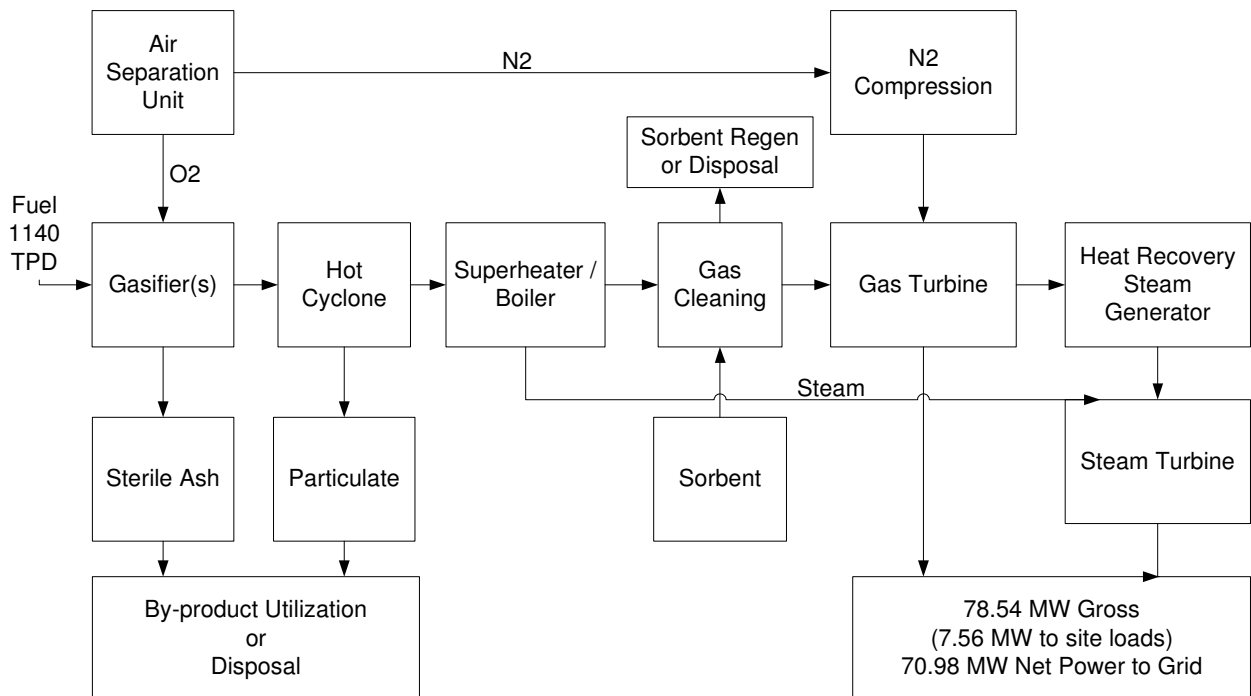 Air
Separation
Unit
N2
N2
Compression
Sorbent Regen
or Disposal
O2
Fuel
1140
TPD
Gasifier(s)
Hot
Cyclone
Superheater /
Boiler
Gas
Cleaning
Gas Turbine
Heat Recovery
Steam
Generator
Steam
Sterile Ash
Particulate
Sorbent
Steam Turbine
By-product Utilization
or
Disposal
78.54 MW Gross
(7.56 MW to site loads)
70.98 MW Net Power to Grid